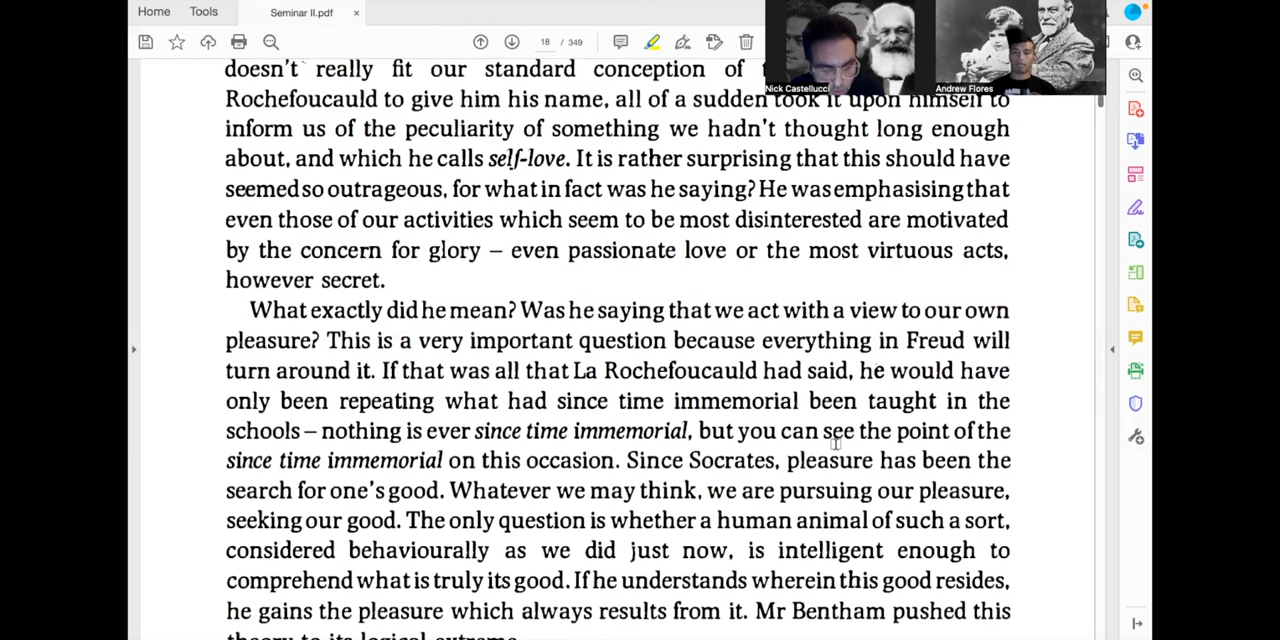 Home Tools Seminar II.pdf ×
18 / 349
Nick Castellucci
Andrew Flores
doesn't really fit our standard conception of
Rochefoucauld to give him his name, all of a sudden took it upon himself to
inform us of the peculiarity of something we hadn't thought long enough
about, and which he calls self-love. It is rather surprising that this should have
seemed so outrageous, for what in fact was he saying? He was emphasising that
even those of our activities which seem to be most disinterested are motivated
by the concern for glory – even passionate love or the most virtuous acts,
however secret.
What exactly did he mean? Was he saying that we act with a view to our own
pleasure? This is a very important question because everything in Freud will
turn around it. If that was all that La Rochefoucauld had said, he would have
only been repeating what had since time immemorial been taught in the
schools – nothing is ever since time immemorial, but you can see the point of the
since time immemorial on this occasion. Since Socrates, pleasure has been the
search for one's good. Whatever we may think, we are pursuing our pleasure,
seeking our good. The only question is whether a human animal of such a sort,
considered behaviourally as we did just now, is intelligent enough to
comprehend what is truly its good. If he understands wherein this good resides,
he gains the pleasure which always results from it. Mr Bentham pushed this
theory to its logical extreme.